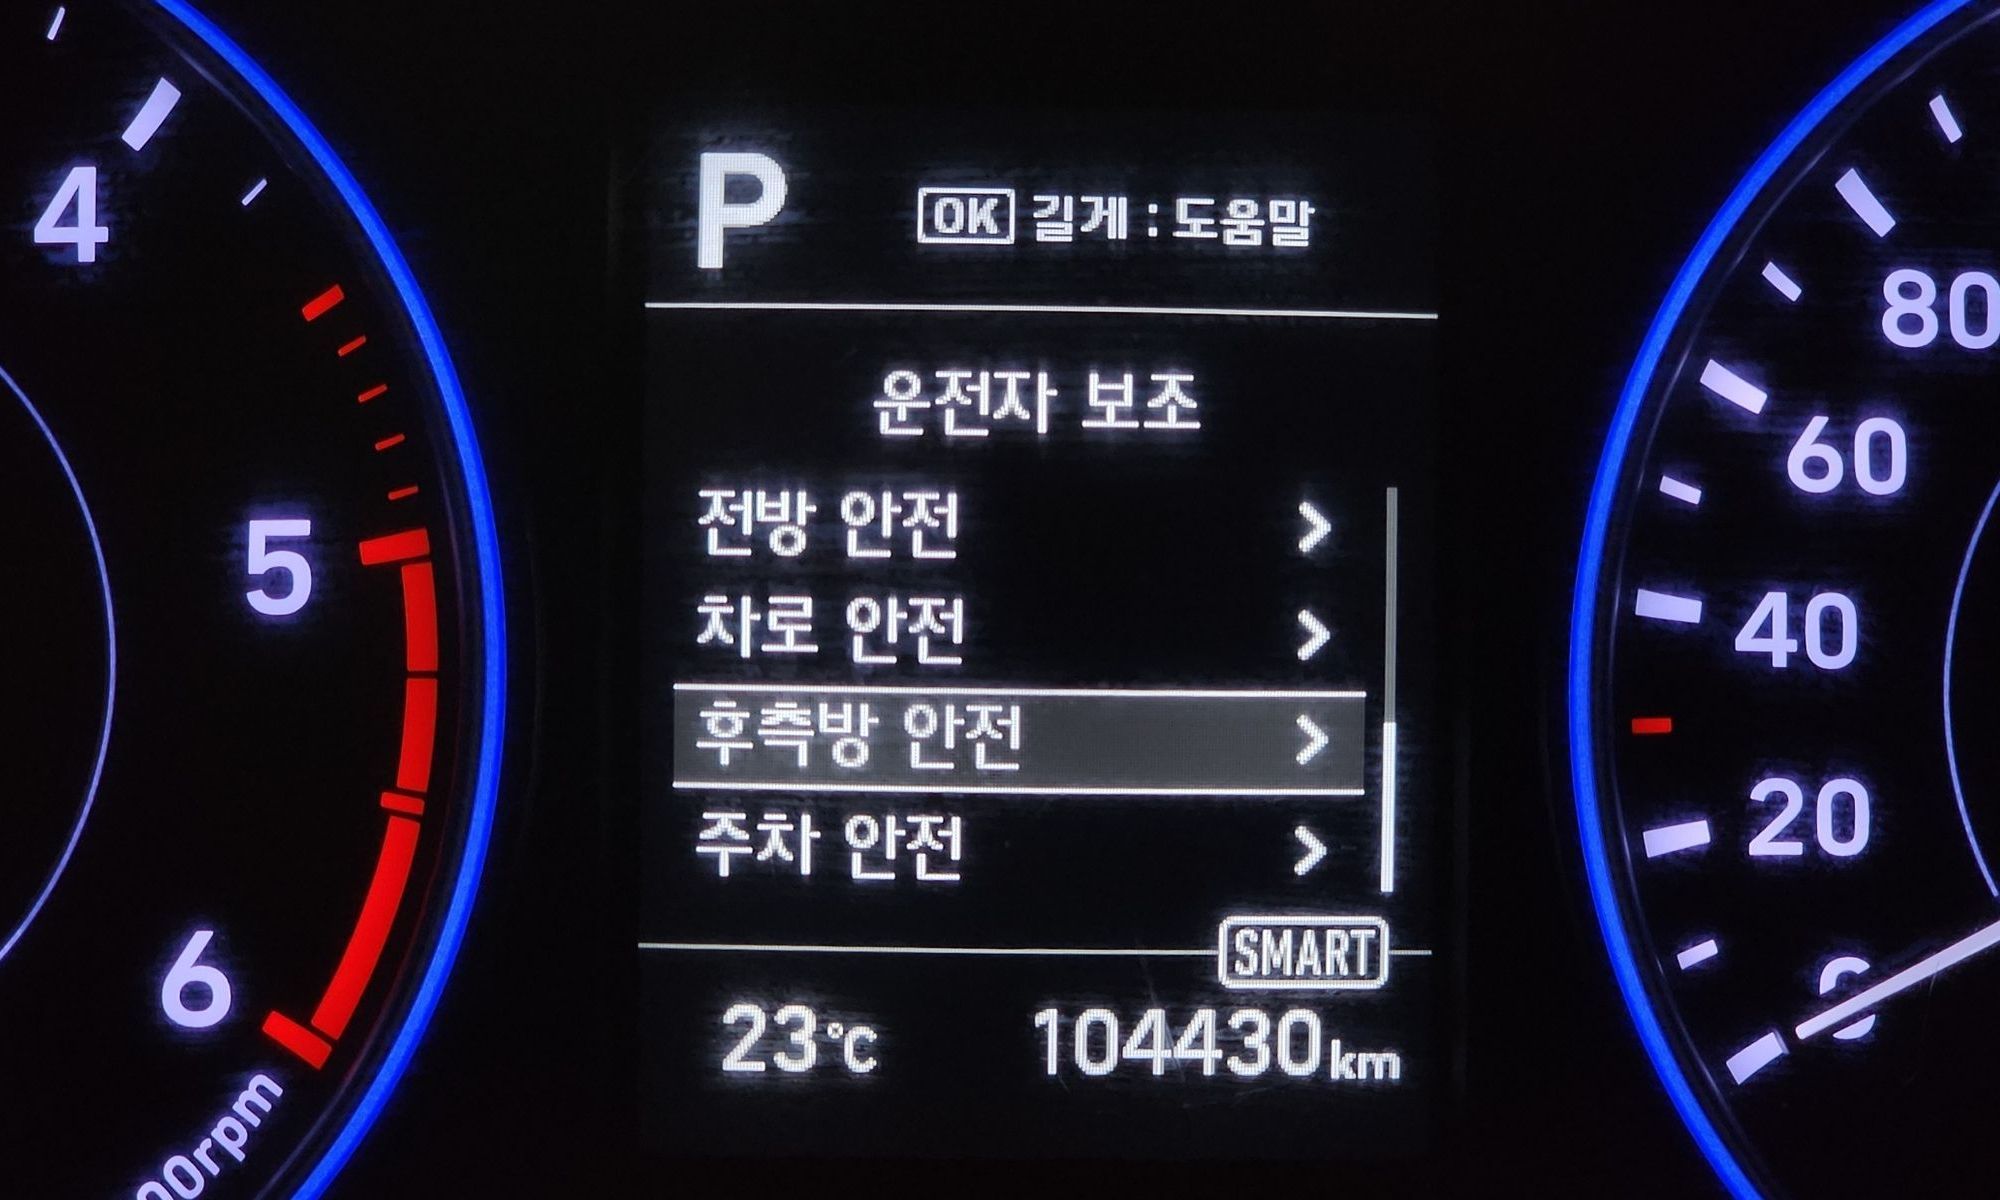 P
OK 길게 : 도움말
운전자 보조
전방 안전 >
차로 안전 >
후측방 안전 >
주차 안전 >
SMART
23°C 104430km
4
5
6
00rpm
80
60
40
20
0